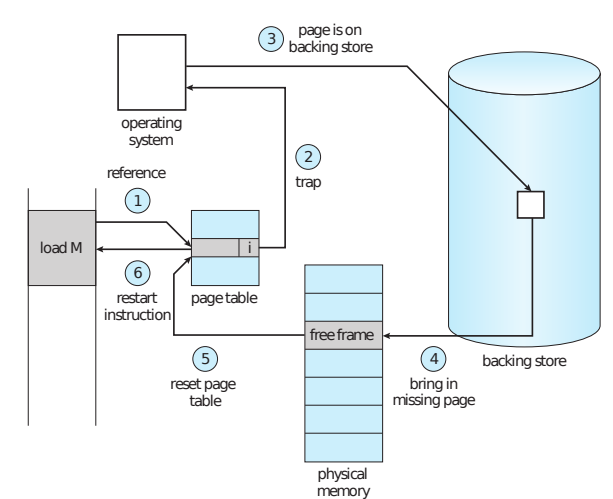 3
page is on
backing store
operating
system
reference
1
2
trap
load M
i
6
restart
instruction
page table
free frame
5
reset page
table
4
bring in
missing page
backing store
physical
memory